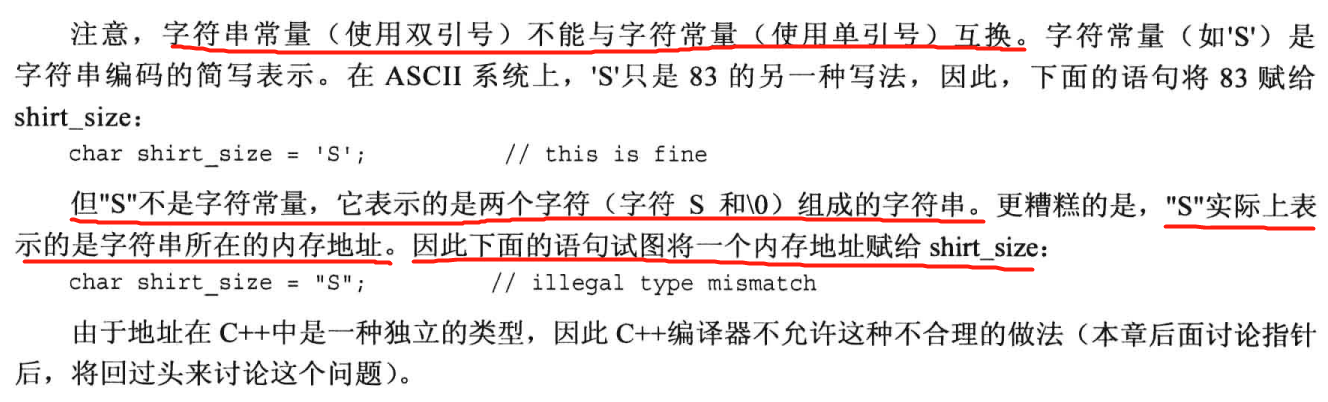 注意，字符串常量（使用双引号）不能与字符常量（使用单引号）互换。字符常量（如'S'）是
字符串编码的简写表示。在 ASCII 系统上，'S'只是 83 的另一种写法，因此，下面的语句将 83 赋给
shirt_size：
char shirt_size = 'S'; // this is fine
但"S"不是字符常量，它表示的是两个字符（字符 S 和\0）组成的字符串。更糟糕的是，"S"实际上表
示的是字符串所在的内存地址。因此下面的语句试图将一个内存地址赋给 shirt_size：
char shirt_size = "S"; // illegal type mismatch
由于地址在 C++中是一种独立的类型，因此 C++编译器不允许这种不合理的做法（本章后面讨论指针
后，将回过头来讨论这个问题）。